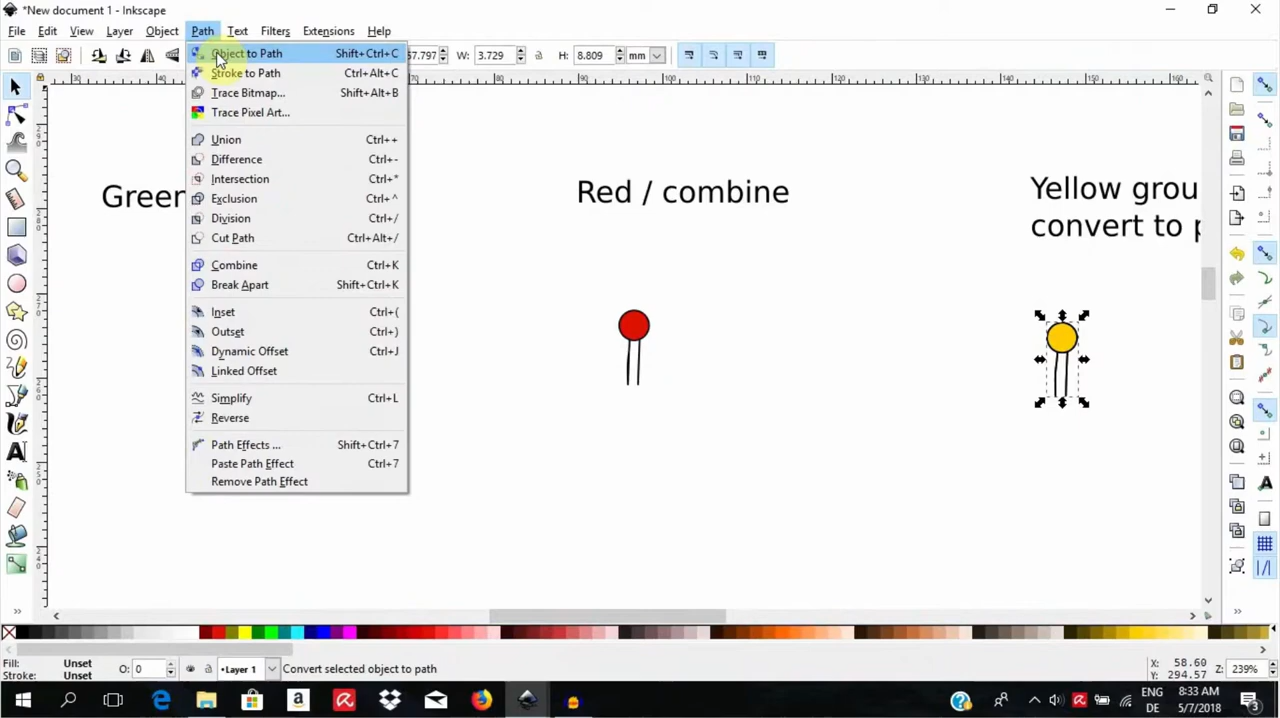 *New document 1 - Inkscape
File Edit View Layer Object Path Text Filters Extensions Help
Object to Path Shift+Ctrl+C
57.797 W: 3.729 H: 8.809 mm
Stroke to Path Ctrl+Alt+C
Trace Bitmap... Shift+Alt+B
Trace Pixel Art...
Union Ctrl++
Difference Ctrl+-
Intersection Ctrl+*
Exclusion Ctrl+^
Division Ctrl+/
Cut Path Ctrl+Alt+/
Combine Ctrl+K
Break Apart Shift+Ctrl+K
Inset Ctrl+(
Outset Ctrl+)
Dynamic Offset Ctrl+J
Linked Offset
Simplify Ctrl+L
Reverse
Path Effects ... Shift+Ctrl+7
Paste Path Effect Ctrl+7
Remove Path Effect
Green
Red / combine
Yellow grou
convert to p
Fill: Unset
Stroke: Unset
O: 0
Layer 1
Convert selected object to path
X: 58.60
Y: 294.57
Z: 239%
ENG
DE
8:33 AM
5/7/2018
3